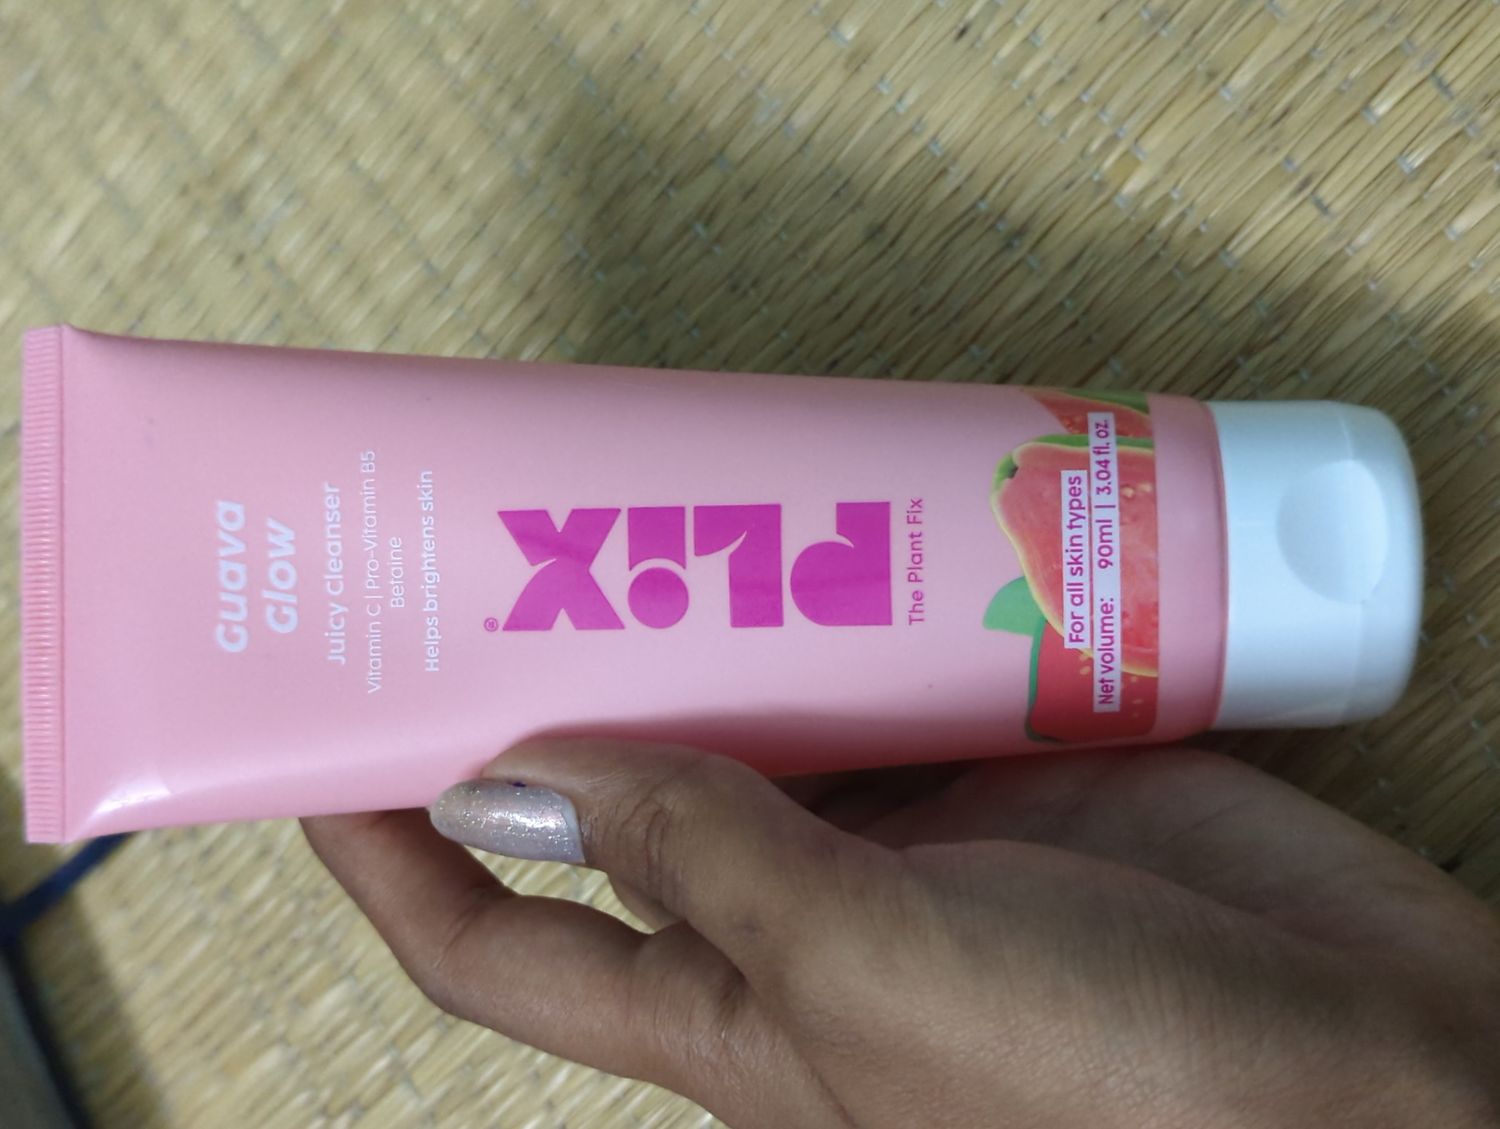 Guava
Glow
Juicy Cleanser
Vitamin C | Pro-Vitamin B5
Betaine
Helps brightens skin
PLiX®
The Plant Fix
For all skin types
Net volume: 90ml | 3.04 fl. oz.